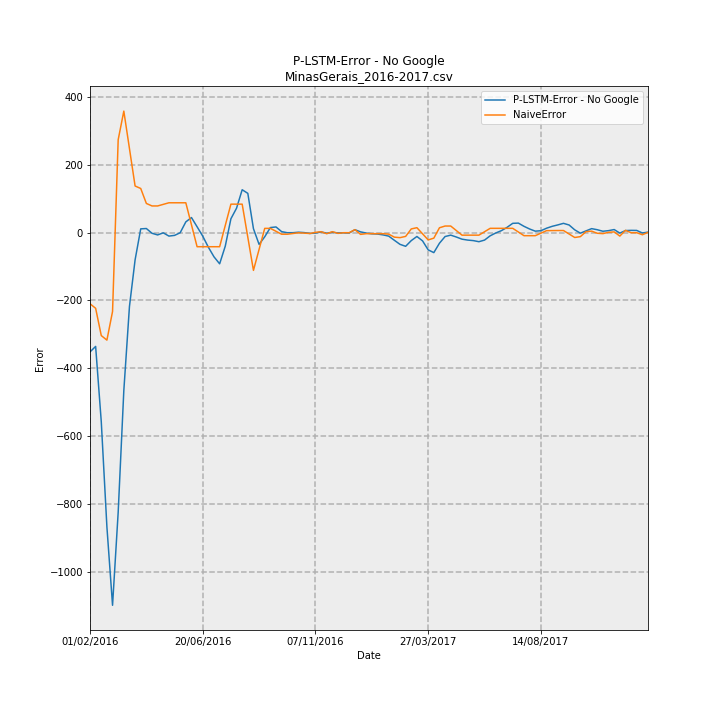 P-LSTM-Error - No Google
MinasGerais_2016-2017.csv
P-LSTM-Error - No Google
NaiveError
400
200
0
−200
−400
−600
−800
−1000
Error
01/02/2016
20/06/2016
07/11/2016
27/03/2017
14/08/2017
Date